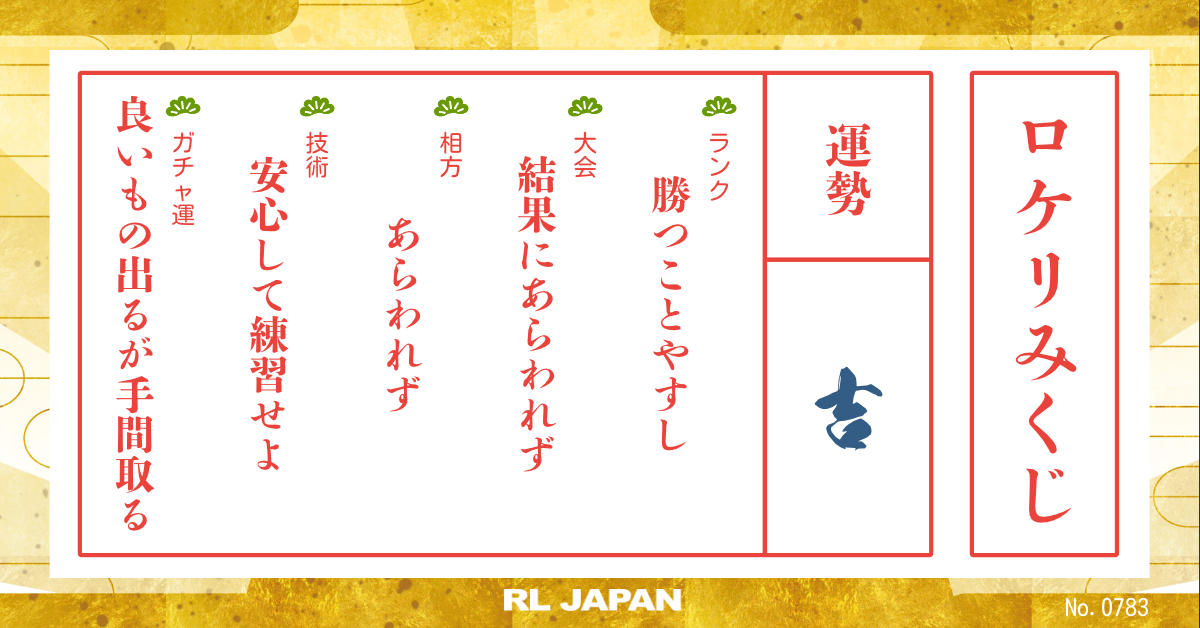 ロケリみくじ
運勢
吉
ランク
勝つことやすし
大会
結果にあらわれず
相方
あらわれず
技術
安心して練習せよ
ガチャ運
良いもの出るが手間取る
RL JAPAN
No. 0783